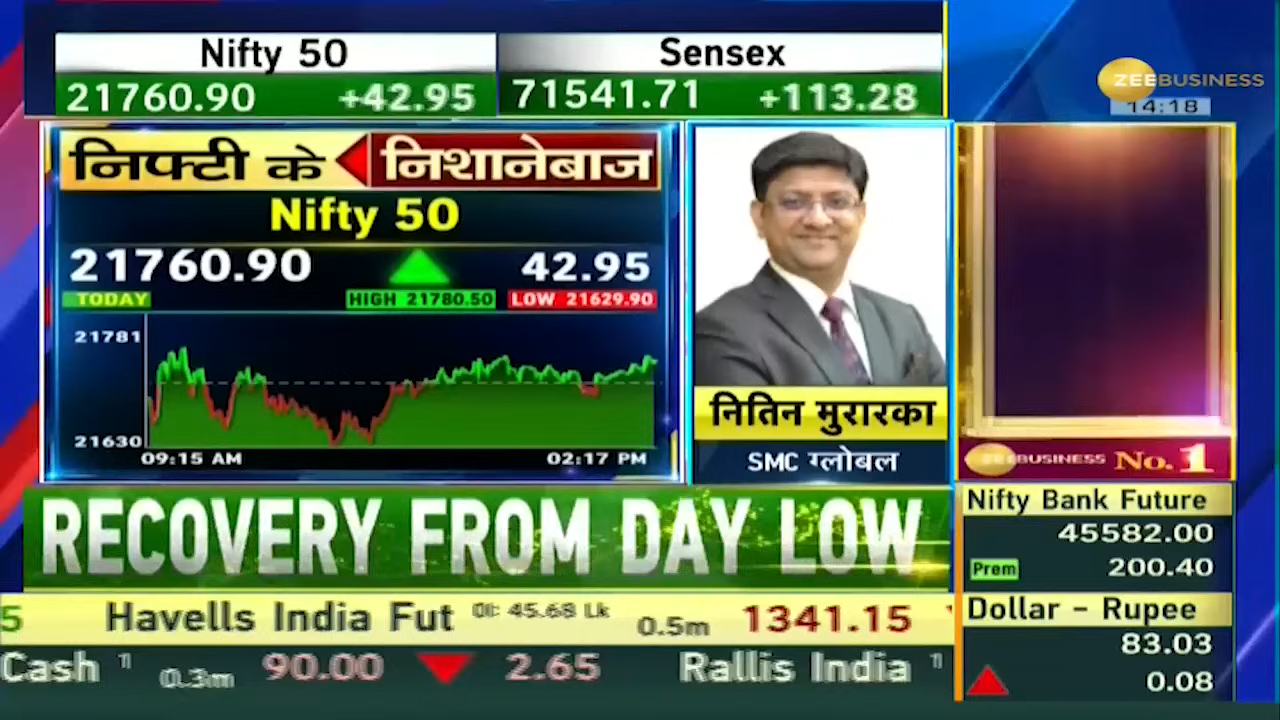 Nifty 50
Sensex
21760.90 +42.95
71541.71 +113.28
ZEEBUSINESS
14:18
निफ्टी के निशानेबाज
Nifty 50
21760.90 42.95
TODAY HIGH 21780.50 LOW 21629.90
21781
21630
09:15 AM 02:17 PM
नितिन मुरारका
SMC ग्लोबल
ZEEBUSINESS No. 1
RECOVERY FROM DAY LOW
Nifty Bank Future
45582.00
Prem 200.40
Dollar - Rupee
83.03
0.08
5 Havells India Fut OI: 45.68 Lk 0.5m 1341.15
Cash 0.3m 90.00 2.65 Rallis India